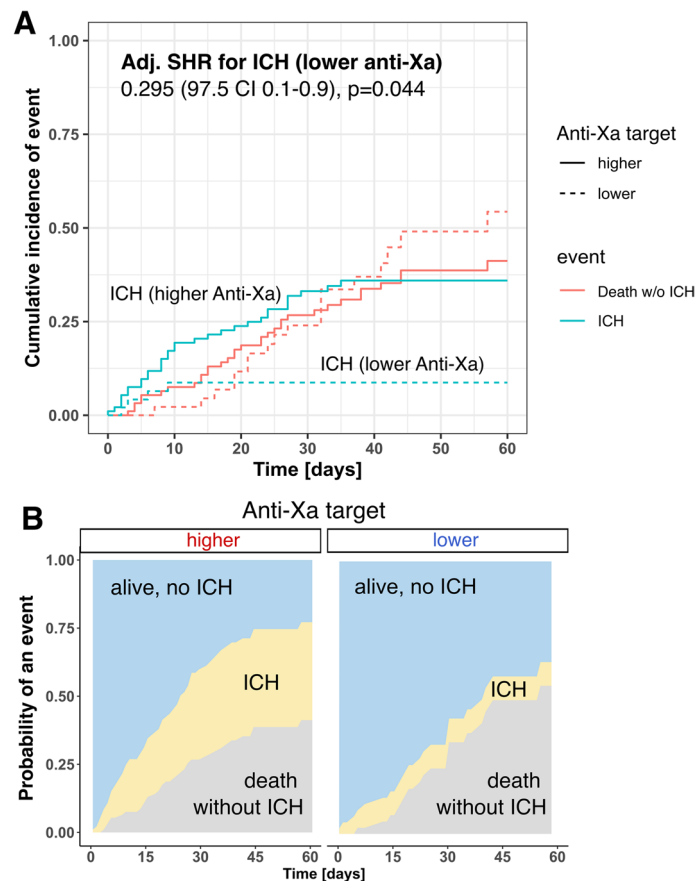 A
Adj. SHR for ICH (lower anti-Xa)
0.295 (97.5 CI 0.1-0.9), p=0.044
1.00
0.75
0.50
0.25
0.00
Cumulative incidence of event
ICH (higher Anti-Xa)
ICH (lower Anti-Xa)
0 10 20 30 40 50 60
Time [days]
Anti-Xa target
higher
lower
event
Death w/o ICH
ICH
B
Anti-Xa target
higher lower
1.00
0.75
0.50
0.25
0.00
Probability of an event
alive, no ICH
ICH
death
without ICH
alive, no ICH
ICH
death
without ICH
0 15 30 45 60 0 15 30 45 60
Time [days]